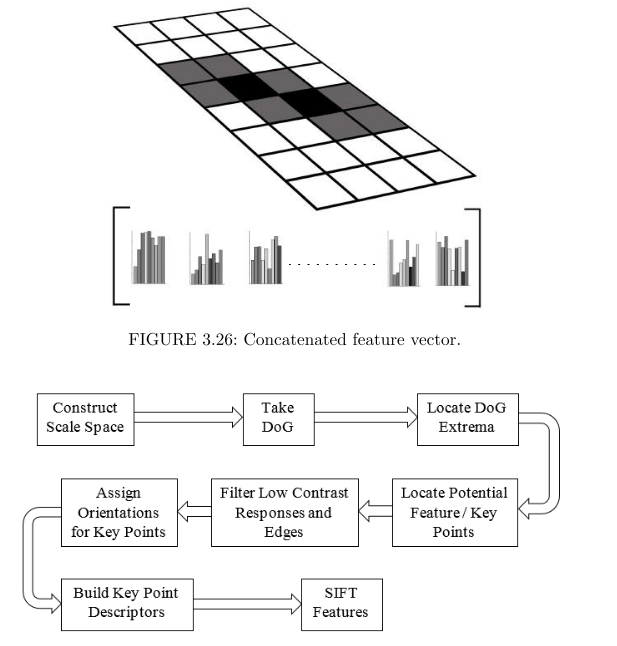 FIGURE 3.26: Concatenated feature vector.
Construct
Scale Space
Take
DoG
Locate DoG
Extrema
Locate Potential
Feature / Key
Points
Filter Low Contrast
Responses and
Edges
Assign
Orientations
for Key Points
Build Key Point
Descriptors
SIFT
Features